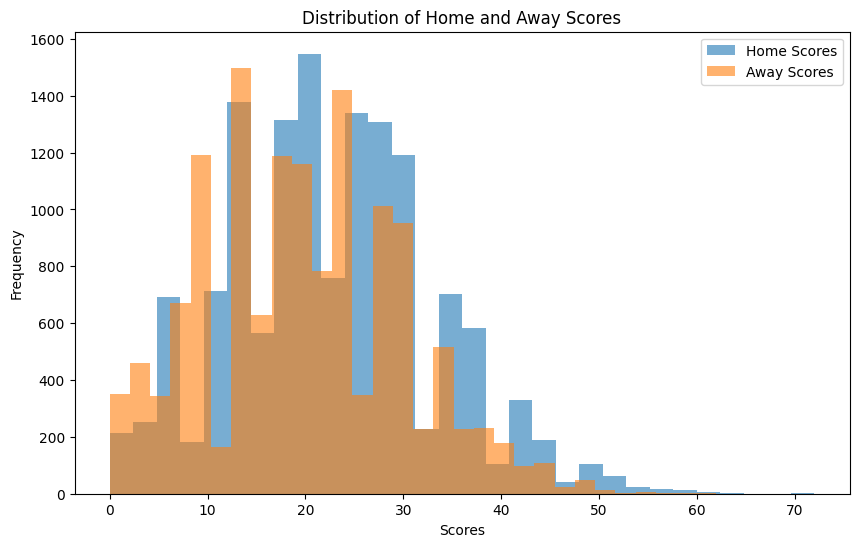 Distribution of Home and Away Scores
Home Scores
Away Scores
1600
1400
1200
1000
800
600
400
200
0
Frequency
0 10 20 30 40 50 60 70
Scores